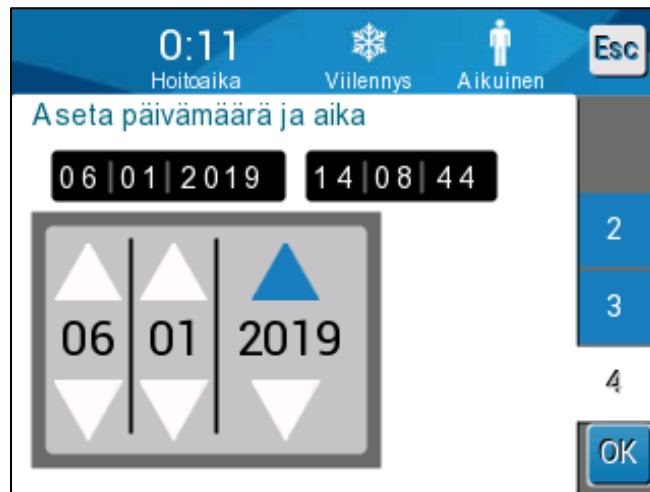 0:11
Hoitoaika
Viilennys
Aikuinen
Esc
Aseta päivämäärä ja aika
06|01|2019
14|08|44
2
3
06 01 2019
4
OK